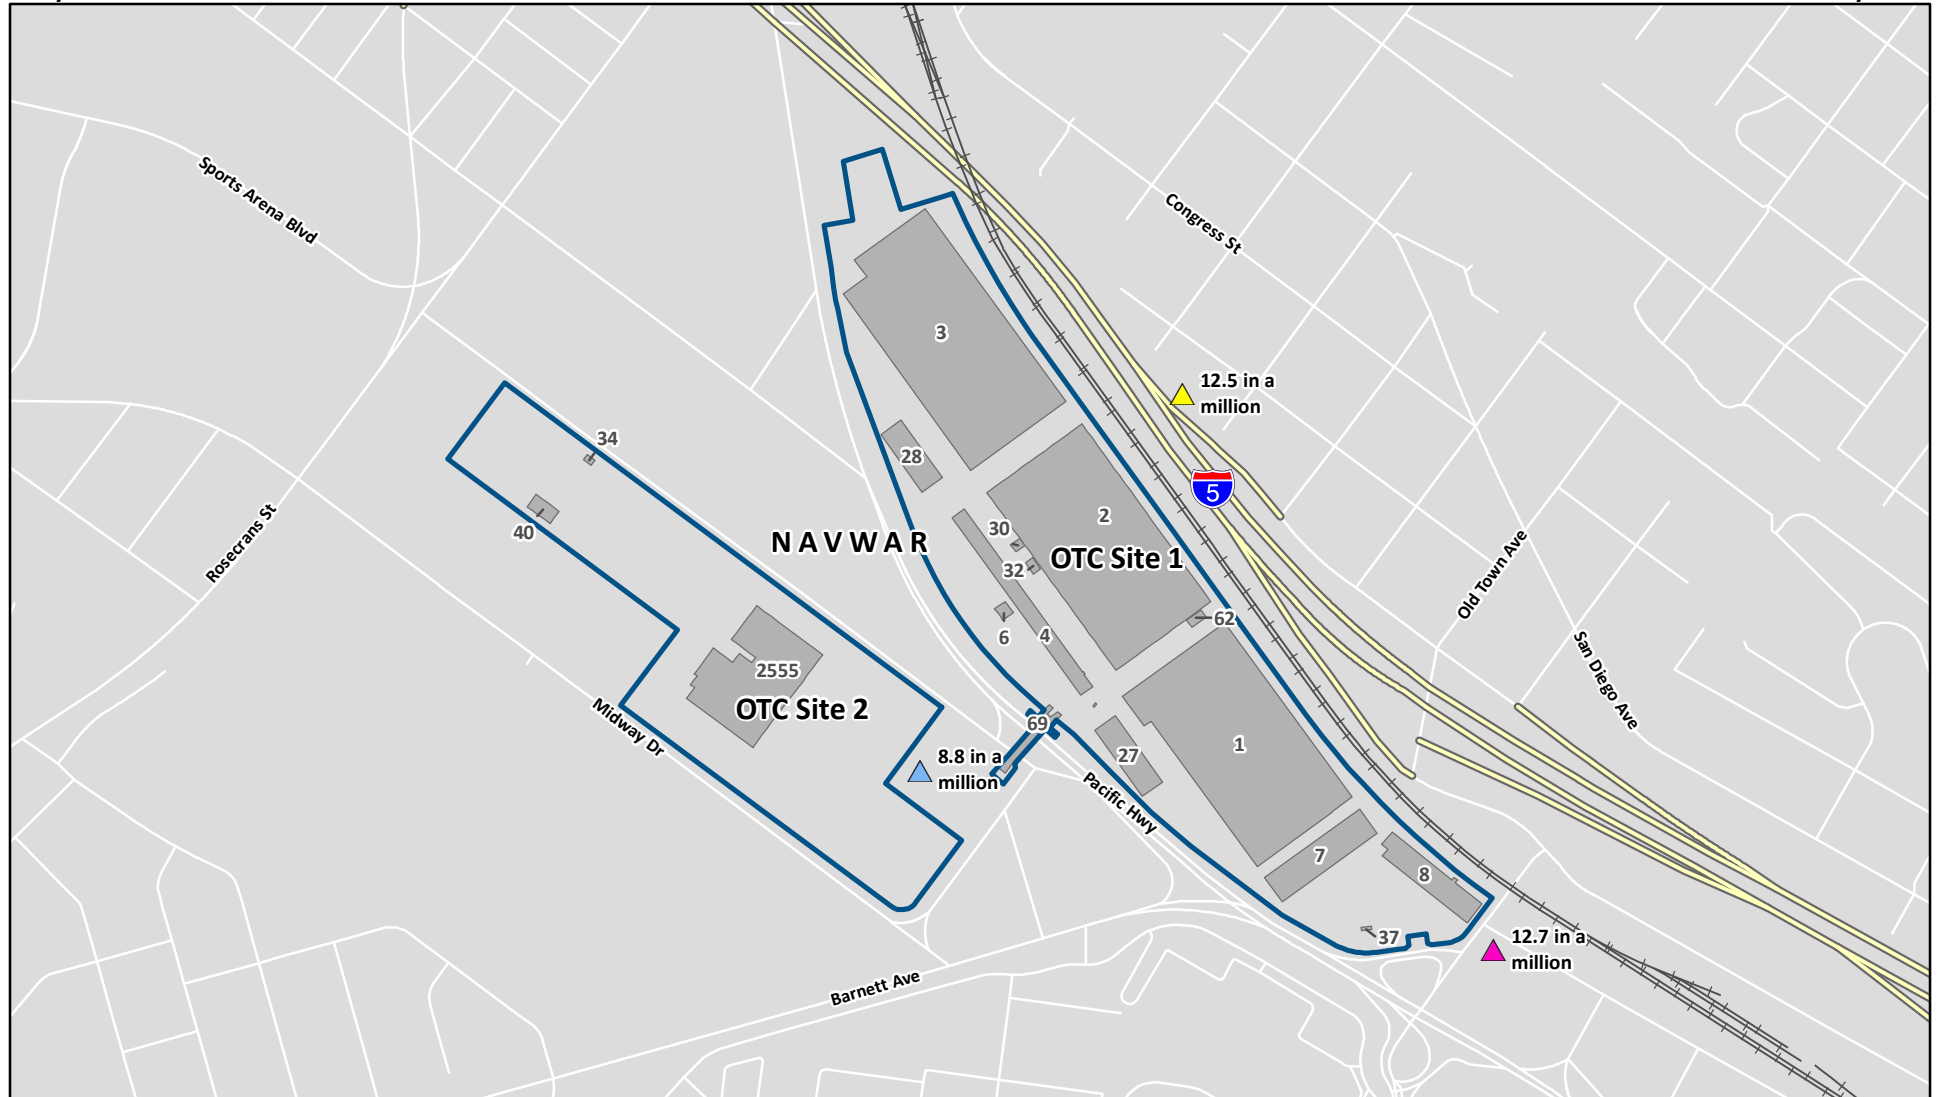 Sports Arena Blvd
Congress St
3
12.5 in a
million
34
28
5
2
30
40
NAVWAR
OTC Site 1
32
Rosecrans St
Old Town Ave
62
6
4
2555
San Diego Ave
OTC Site 2
69
Midway Dr
1
27
8.8 in a
million
Pacific Hwy
7
8
37
12.7 in a
million
Barnett Ave